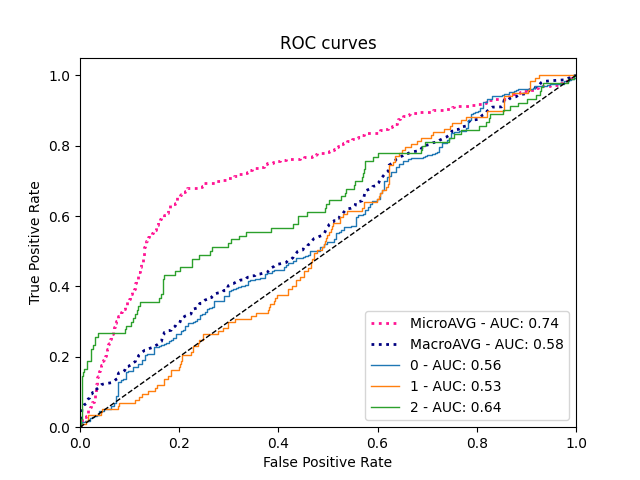 ROC curves
True Positive Rate
1.0
0.8
0.6
0.4
0.2
0.0
MicroAVG - AUC: 0.74
MacroAVG - AUC: 0.58
0 - AUC: 0.56
1 - AUC: 0.53
2 - AUC: 0.64
0.0 0.2 0.4 0.6 0.8 1.0
False Positive Rate